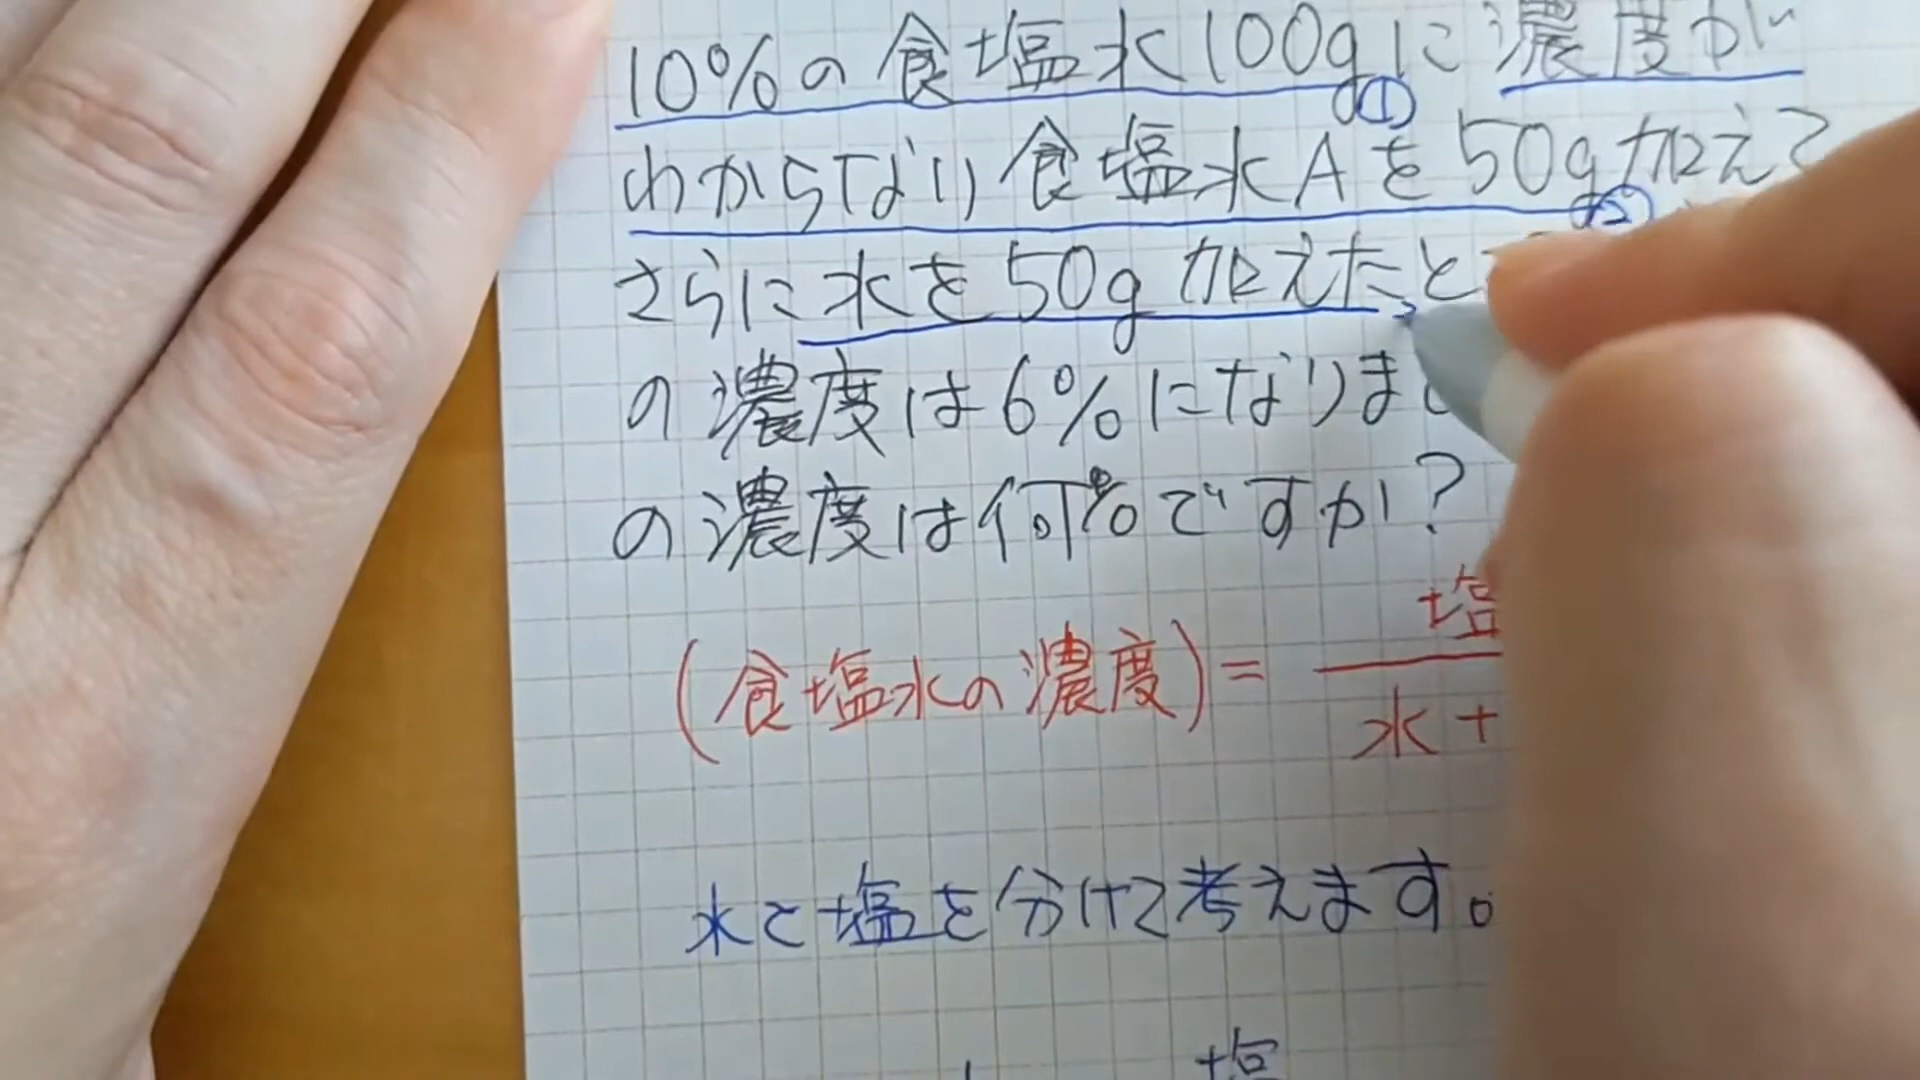 10%の食塩水100gに濃度が
①
わからない食塩水Aを50g加えて
②
さらに水を50g加えたと
の濃度は6%になりまし
の濃度は何%ですか?
塩
(食塩水の濃度)=
水+
水と塩を分けて考えます。
塩